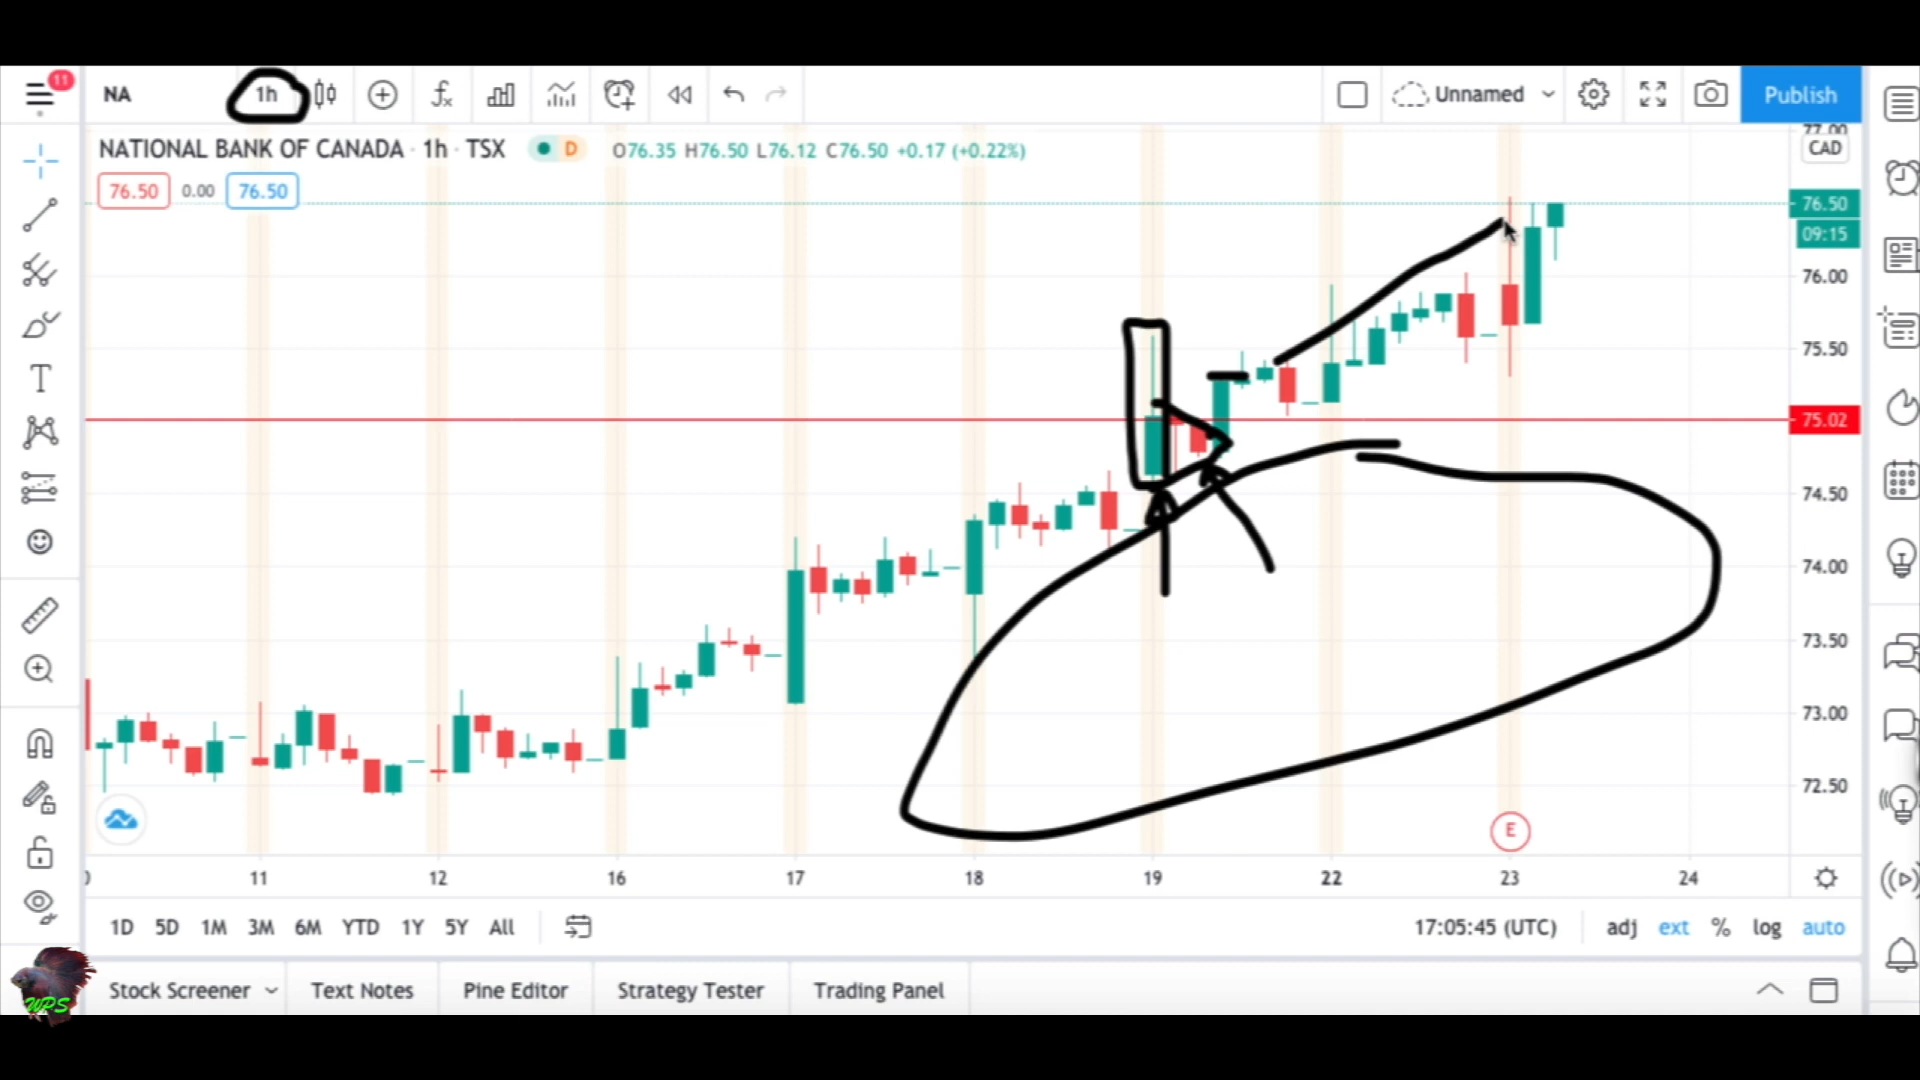 11
NA
1h
Unnamed
Publish
NATIONAL BANK OF CANADA · 1h · TSX
D
O76.35 H76.50 L76.12 C76.50 +0.17 (+0.22%)
76.50
0.00
76.50
77.00
CAD
76.50
09:15
76.00
75.50
75.02
74.50
74.00
73.50
73.00
72.50
E
11
12
16
17
18
19
22
23
24
1D 5D 1M 3M 6M YTD 1Y 5Y All
17:05:45 (UTC)
adj ext % log auto
WPS
Stock Screener
Text Notes
Pine Editor
Strategy Tester
Trading Panel